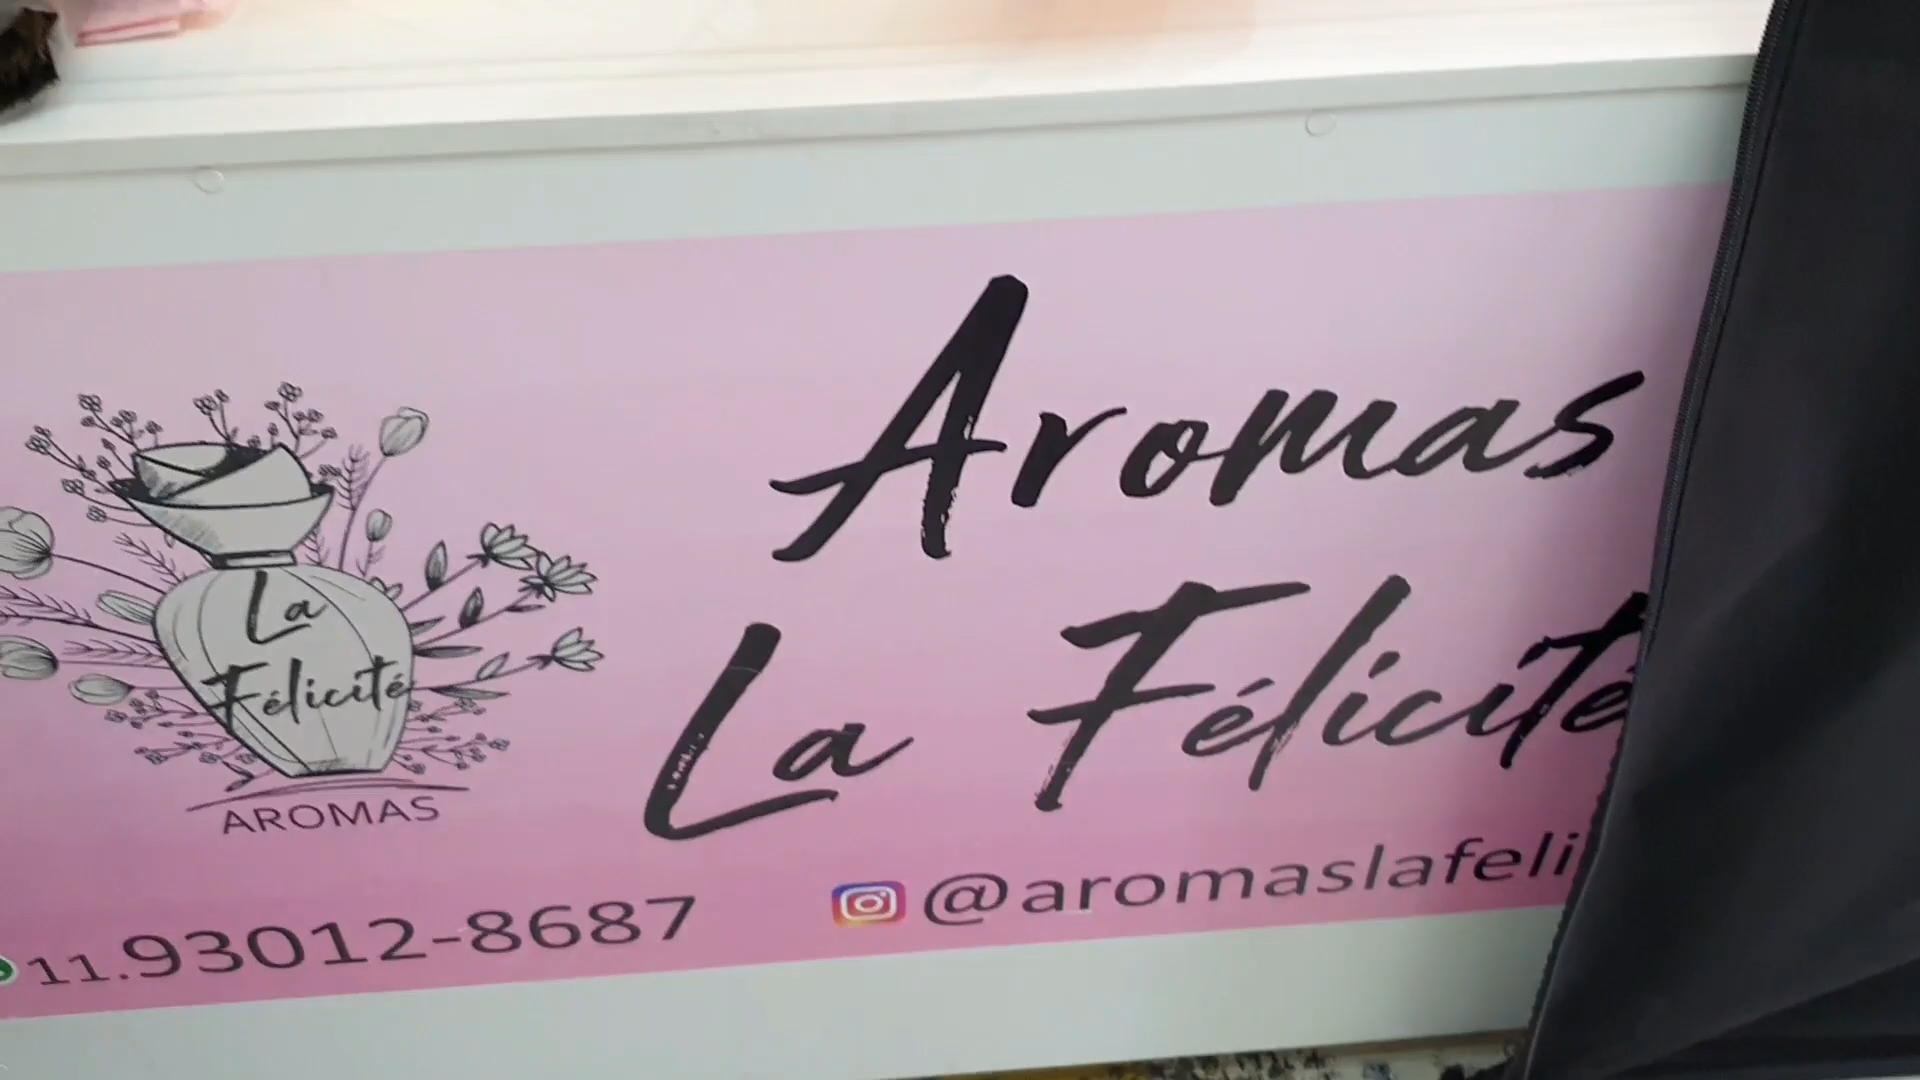 Aromas
La Félicité
La
Félicité
AROMAS
11.93012-8687
@aromaslafeli